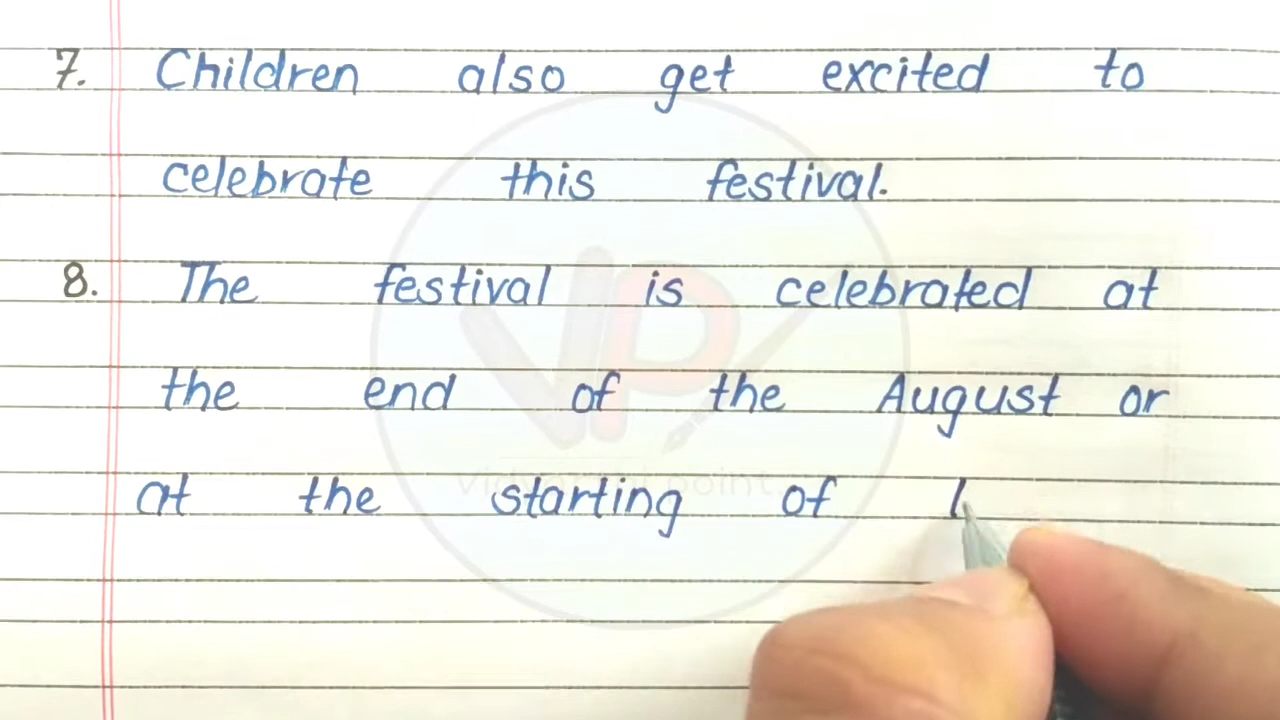 7. Children also get excited to
celebrate this festival.
8. The festival is celebrated at
the end of the August or
at the starting of